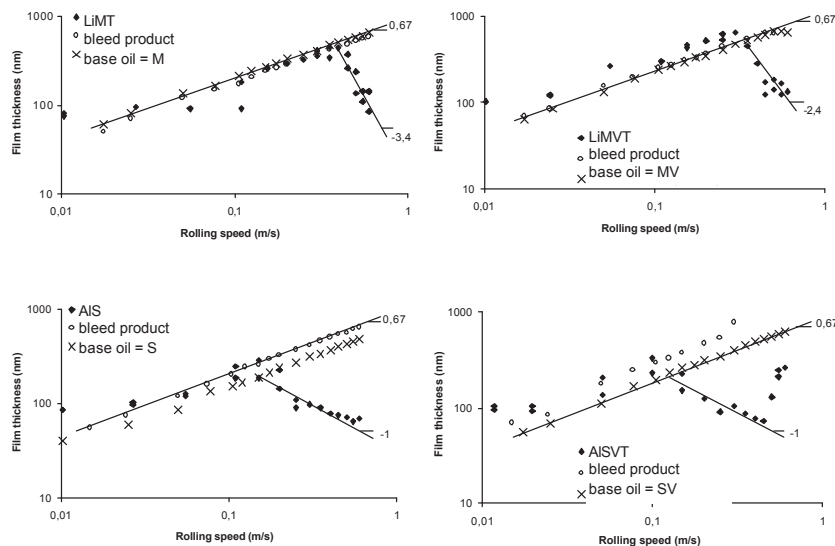 1000
100
10
Film thickness (nm)
LiMT
bleed product
base oil = M
0,67
-3,4
0,01
0,1
1
Rolling speed (m/s)
1000
100
10
Film thickness (nm)
0,67
-2,4
LiMVT
bleed product
base oil = MV
0,01
0,1
1
Rolling speed (m/s)
1000
100
10
Film thickness (nm)
AlS
bleed product
base oil = S
0,67
-1
0,01
0,1
1
Rolling speed (m/s)
1000
100
10
Film thickness (nm)
0,67
-1
AlSVT
bleed product
base oil = SV
0,01
0,1
1
Rolling speed (m/s)